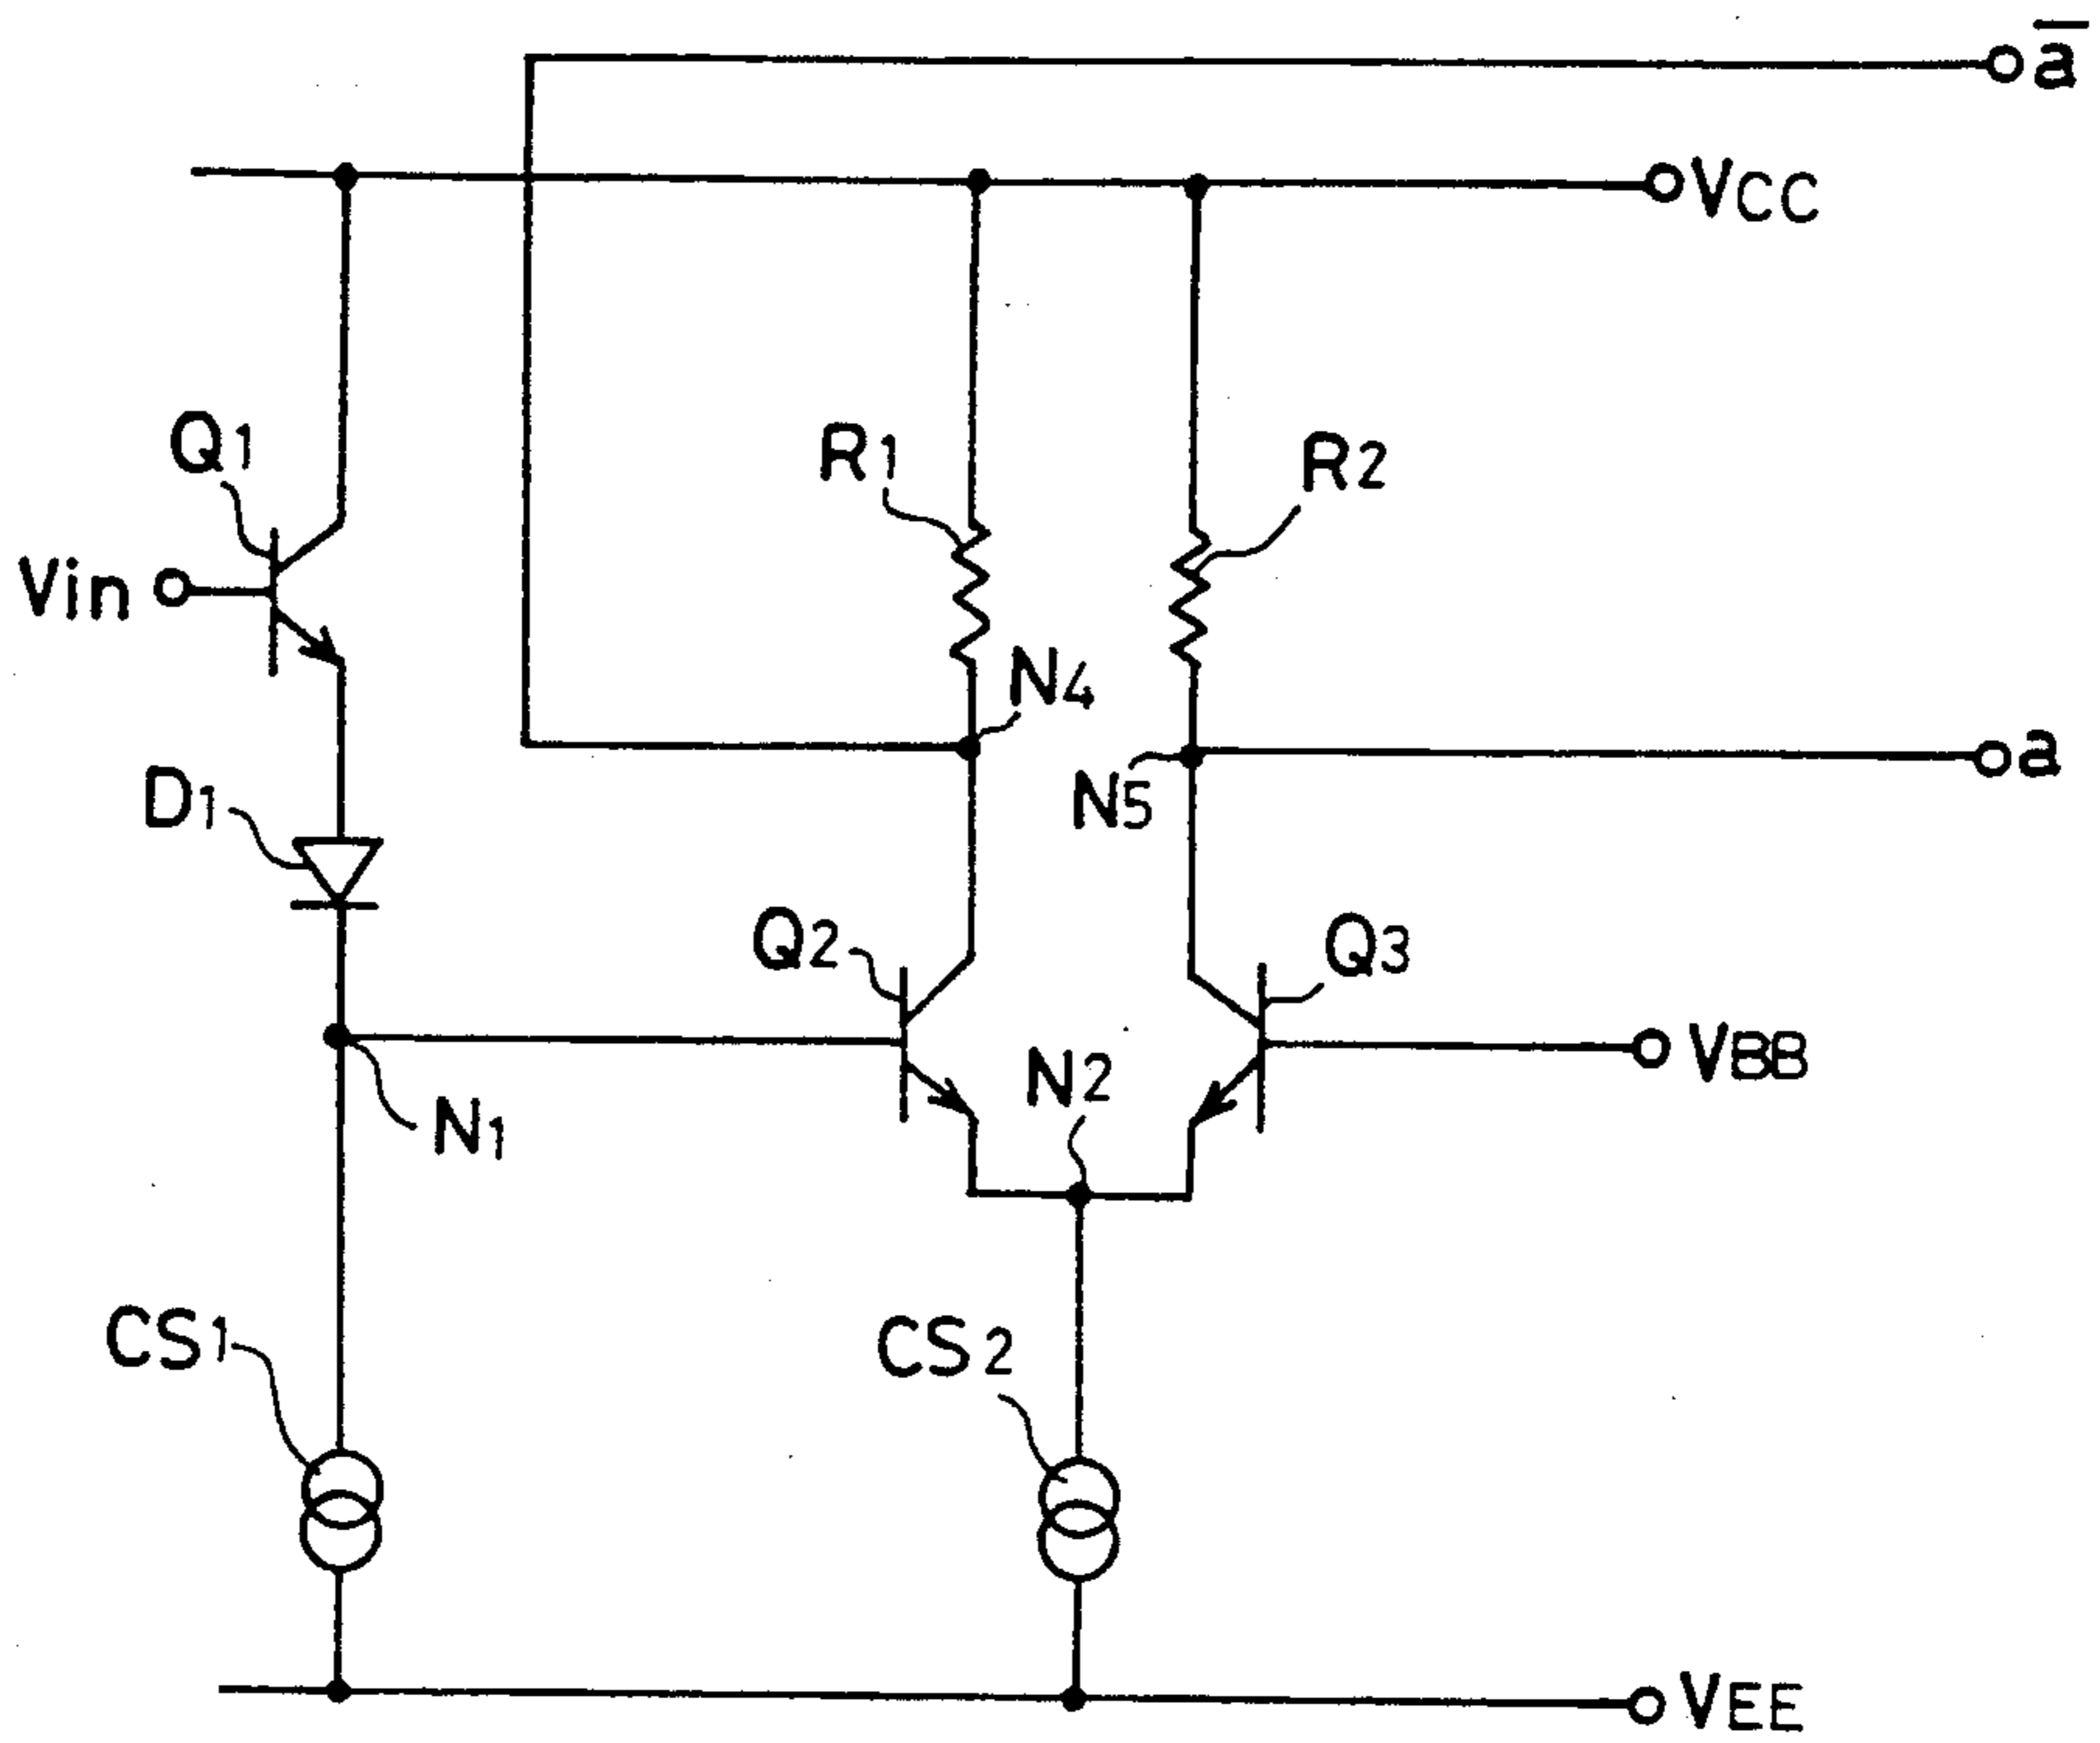 a̅
VCC
Q1
R1
R2
Vin
N4
a
D1
N5
Q2
Q3
VBB
N2
N1
CS1
CS2
VEE